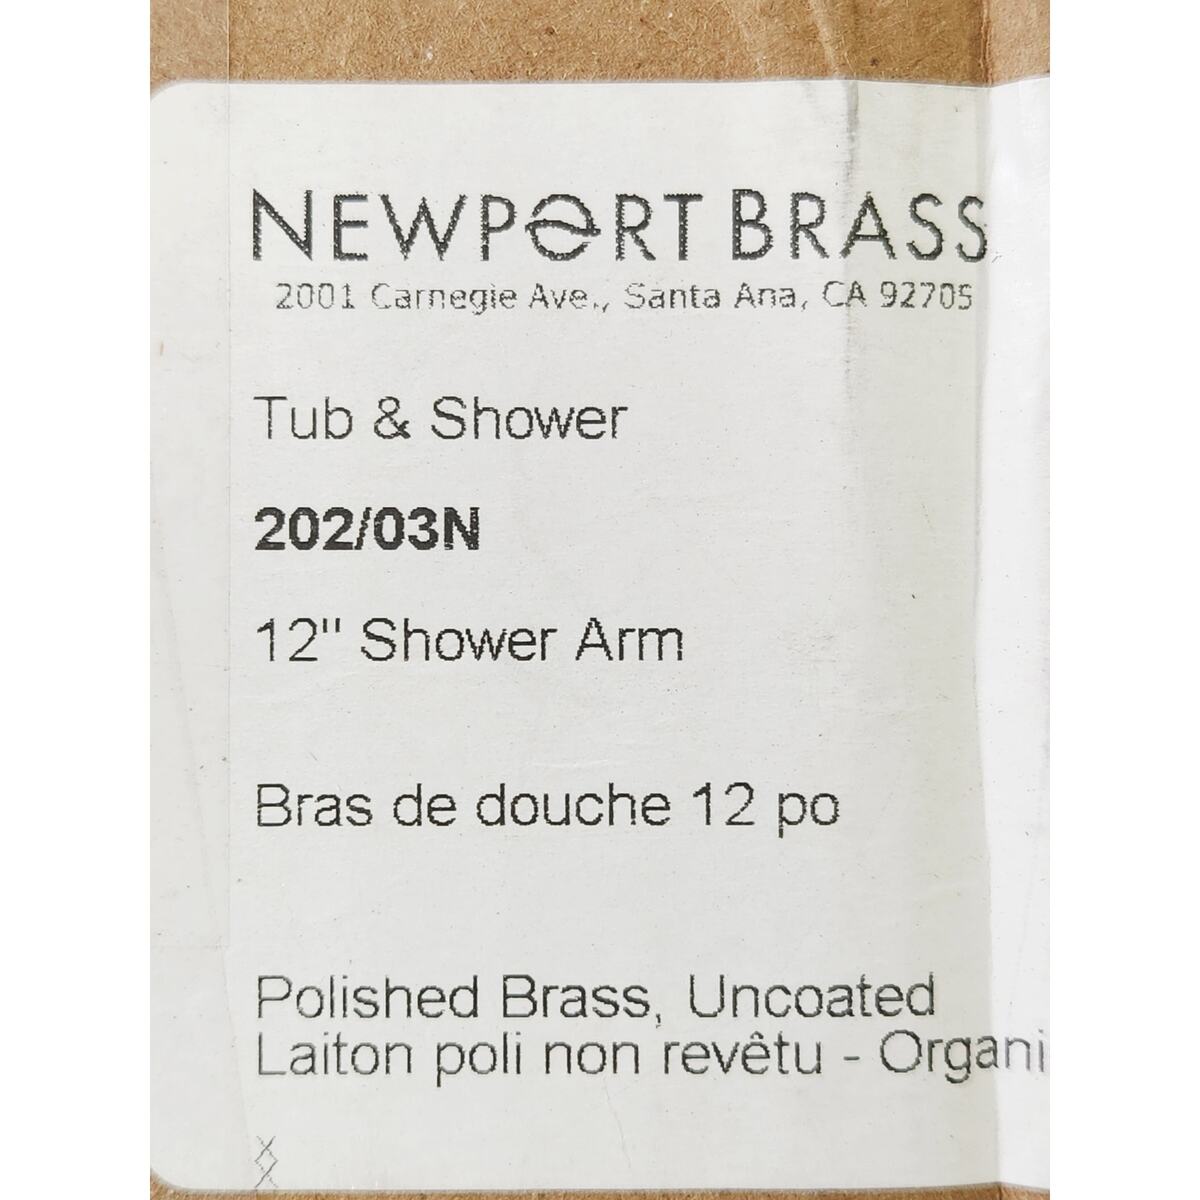 NEWPORT BRASS
2001 Carnegie Ave., Santa Ana, CA 92705
Tub & Shower
202/03N
12" Shower Arm
Bras de douche 12 po
Polished Brass, Uncoated
Laiton poli non revêtu - Organi